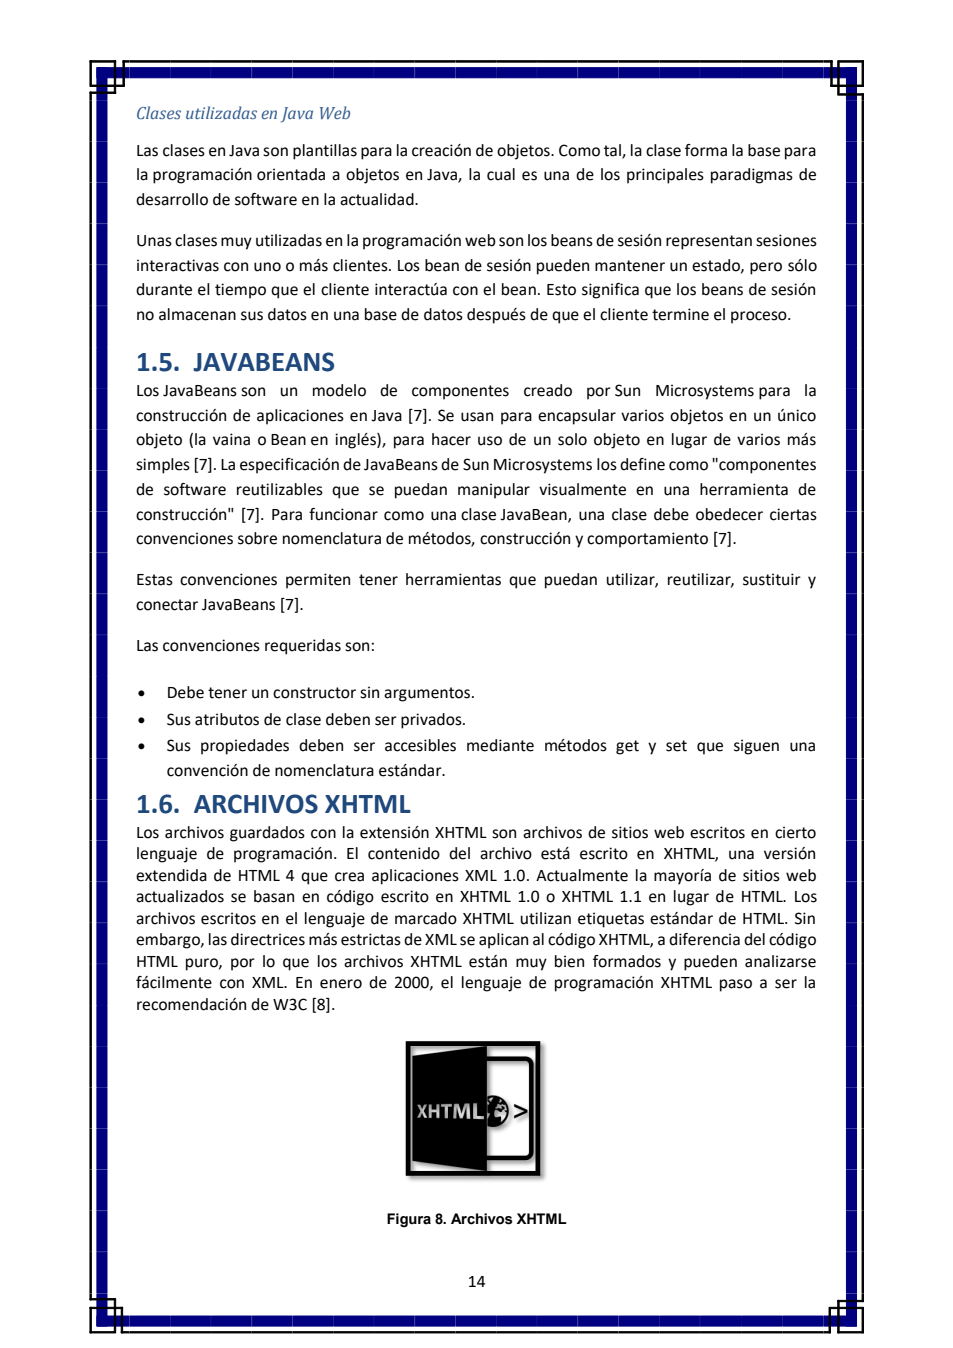 Clases utilizadas en Java Web
Las clases en Java son plantillas para la creación de objetos. Como tal, la clase forma la base para
la programación orientada a objetos en Java, la cual es una de los principales paradigmas de
desarrollo de software en la actualidad.
Unas clases muy utilizadas en la programación web son los beans de sesión representan sesiones
interactivas con uno o más clientes. Los bean de sesión pueden mantener un estado, pero sólo
durante el tiempo que el cliente interactúa con el bean. Esto significa que los beans de sesión
no almacenan sus datos en una base de datos después de que el cliente termine el proceso.
1.5. JAVABEANS
Los JavaBeans son un modelo de componentes creado por Sun Microsystems para la
construcción de aplicaciones en Java [7]. Se usan para encapsular varios objetos en un único
objeto (la vaina o Bean en inglés), para hacer uso de un solo objeto en lugar de varios más
simples [7]. La especificación de JavaBeans de Sun Microsystems los define como "componentes
de software reutilizables que se puedan manipular visualmente en una herramienta de
construcción" [7]. Para funcionar como una clase JavaBean, una clase debe obedecer ciertas
convenciones sobre nomenclatura de métodos, construcción y comportamiento [7].
Estas convenciones permiten tener herramientas que puedan utilizar, reutilizar, sustituir y
conectar JavaBeans [7].
Las convenciones requeridas son:
• Debe tener un constructor sin argumentos.
• Sus atributos de clase deben ser privados.
• Sus propiedades deben ser accesibles mediante métodos get y set que siguen una
convención de nomenclatura estándar.
1.6. ARCHIVOS XHTML
Los archivos guardados con la extensión XHTML son archivos de sitios web escritos en cierto
lenguaje de programación. El contenido del archivo está escrito en XHTML, una versión
extendida de HTML 4 que crea aplicaciones XML 1.0. Actualmente la mayoría de sitios web
actualizados se basan en código escrito en XHTML 1.0 o XHTML 1.1 en lugar de HTML. Los
archivos escritos en el lenguaje de marcado XHTML utilizan etiquetas estándar de HTML. Sin
embargo, las directrices más estrictas de XML se aplican al código XHTML, a diferencia del código
HTML puro, por lo que los archivos XHTML están muy bien formados y pueden analizarse
fácilmente con XML. En enero de 2000, el lenguaje de programación XHTML paso a ser la
recomendación de W3C [8].
XHTML >
Figura 8. Archivos XHTML
14